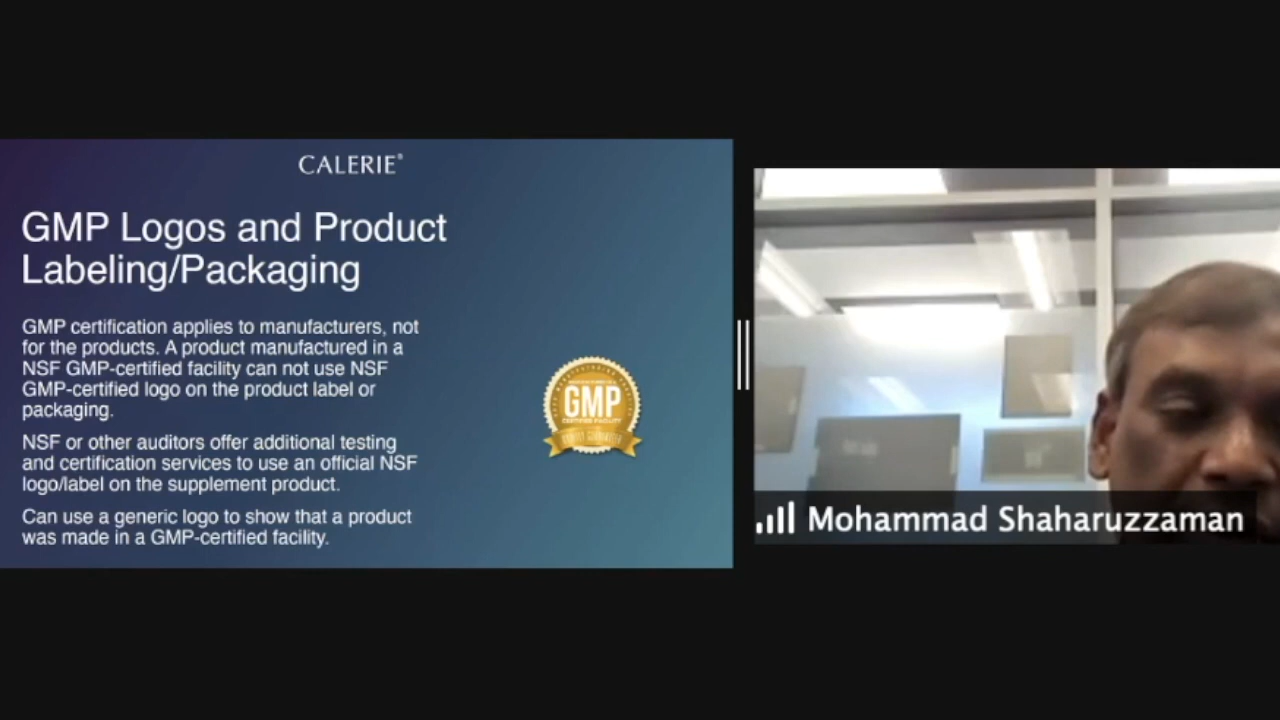 CALERIE®
GMP Logos and Product
Labeling/Packaging
GMP certification applies to manufacturers, not
for the products. A product manufactured in a
NSF GMP-certified facility can not use NSF
GMP-certified logo on the product label or
packaging.
NSF or other auditors offer additional testing
and certification services to use an official NSF
logo/label on the supplement product.
Can use a generic logo to show that a product
was made in a GMP-certified facility.
GMP
CERTIFIED FACILITY
Mohammad Shaharuzzaman